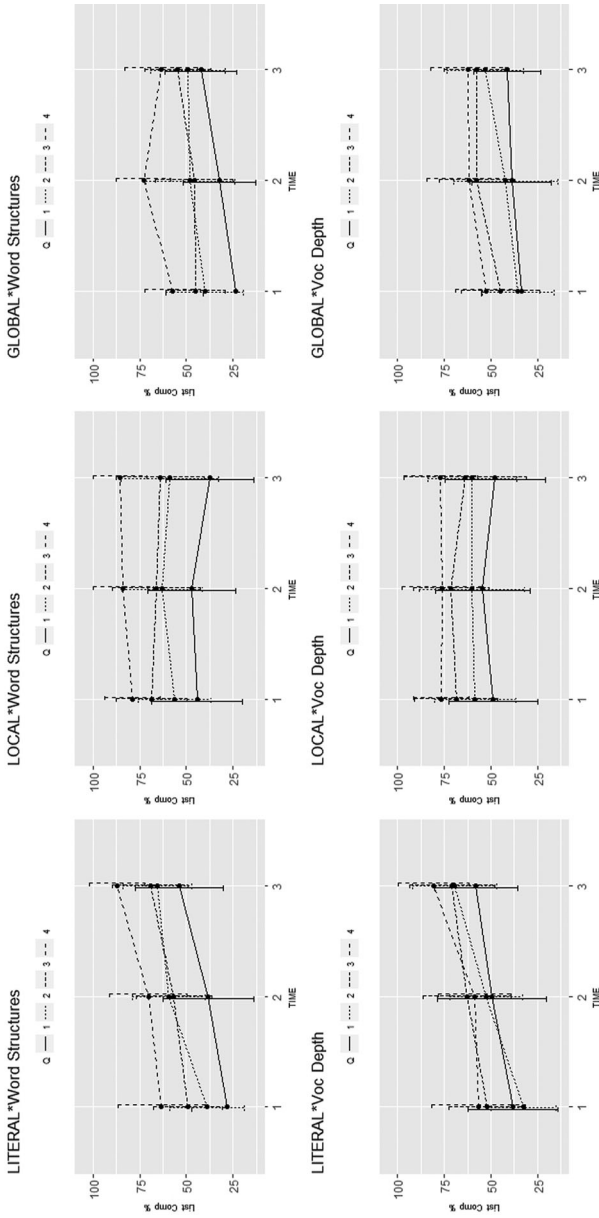 LITERAL*Word Structures
Q 1 2 3 4
100
75
50
25
List Comp %
1 2 3
TIME
LOCAL*Word Structures
Q 1 2 3 4
100
75
50
25
List Comp %
1 2 3
TIME
GLOBAL*Word Structures
Q 1 2 3 4
100
75
50
25
List Comp %
1 2 3
TIME
LITERAL*Voc Depth
Q 1 2 3 4
100
75
50
25
List Comp %
1 2 3
TIME
LOCAL*Voc Depth
Q 1 2 3 4
100
75
50
25
List Comp %
1 2 3
TIME
GLOBAL*Voc Depth
Q 1 2 3 4
100
75
50
25
List Comp %
1 2 3
TIME